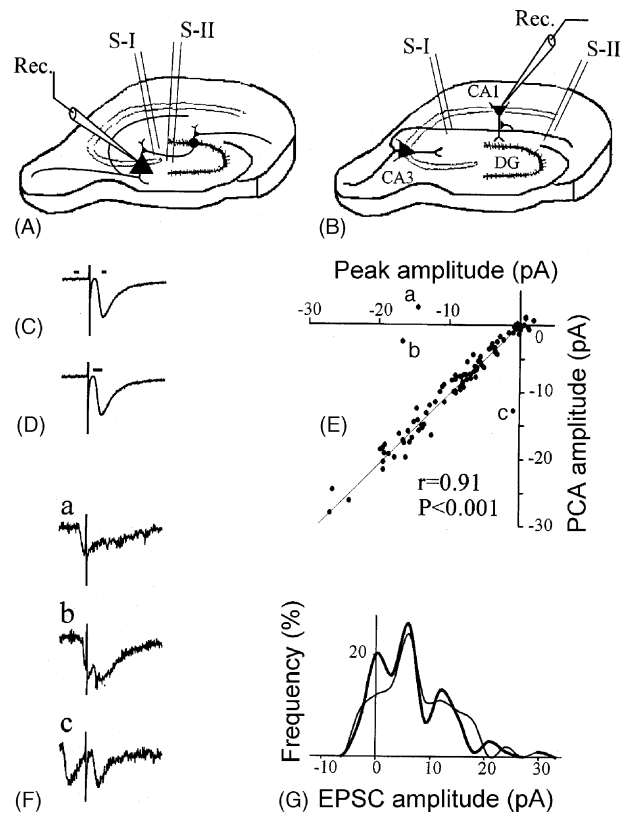 S-I
S-II
Rec.
(A)
Rec.
S-I
S-II
CA1
DG
CA3
(B)
(C)
(D)
Peak amplitude (pA)
a
-30
-20
-10
0
b
-10
c
(E)
-20
r=0.91
P<0.001
-30
PCA amplitude (pA)
a
b
c
(F)
Frequency (%)
20
-10
0
10
20
30
(G)
EPSC amplitude (pA)